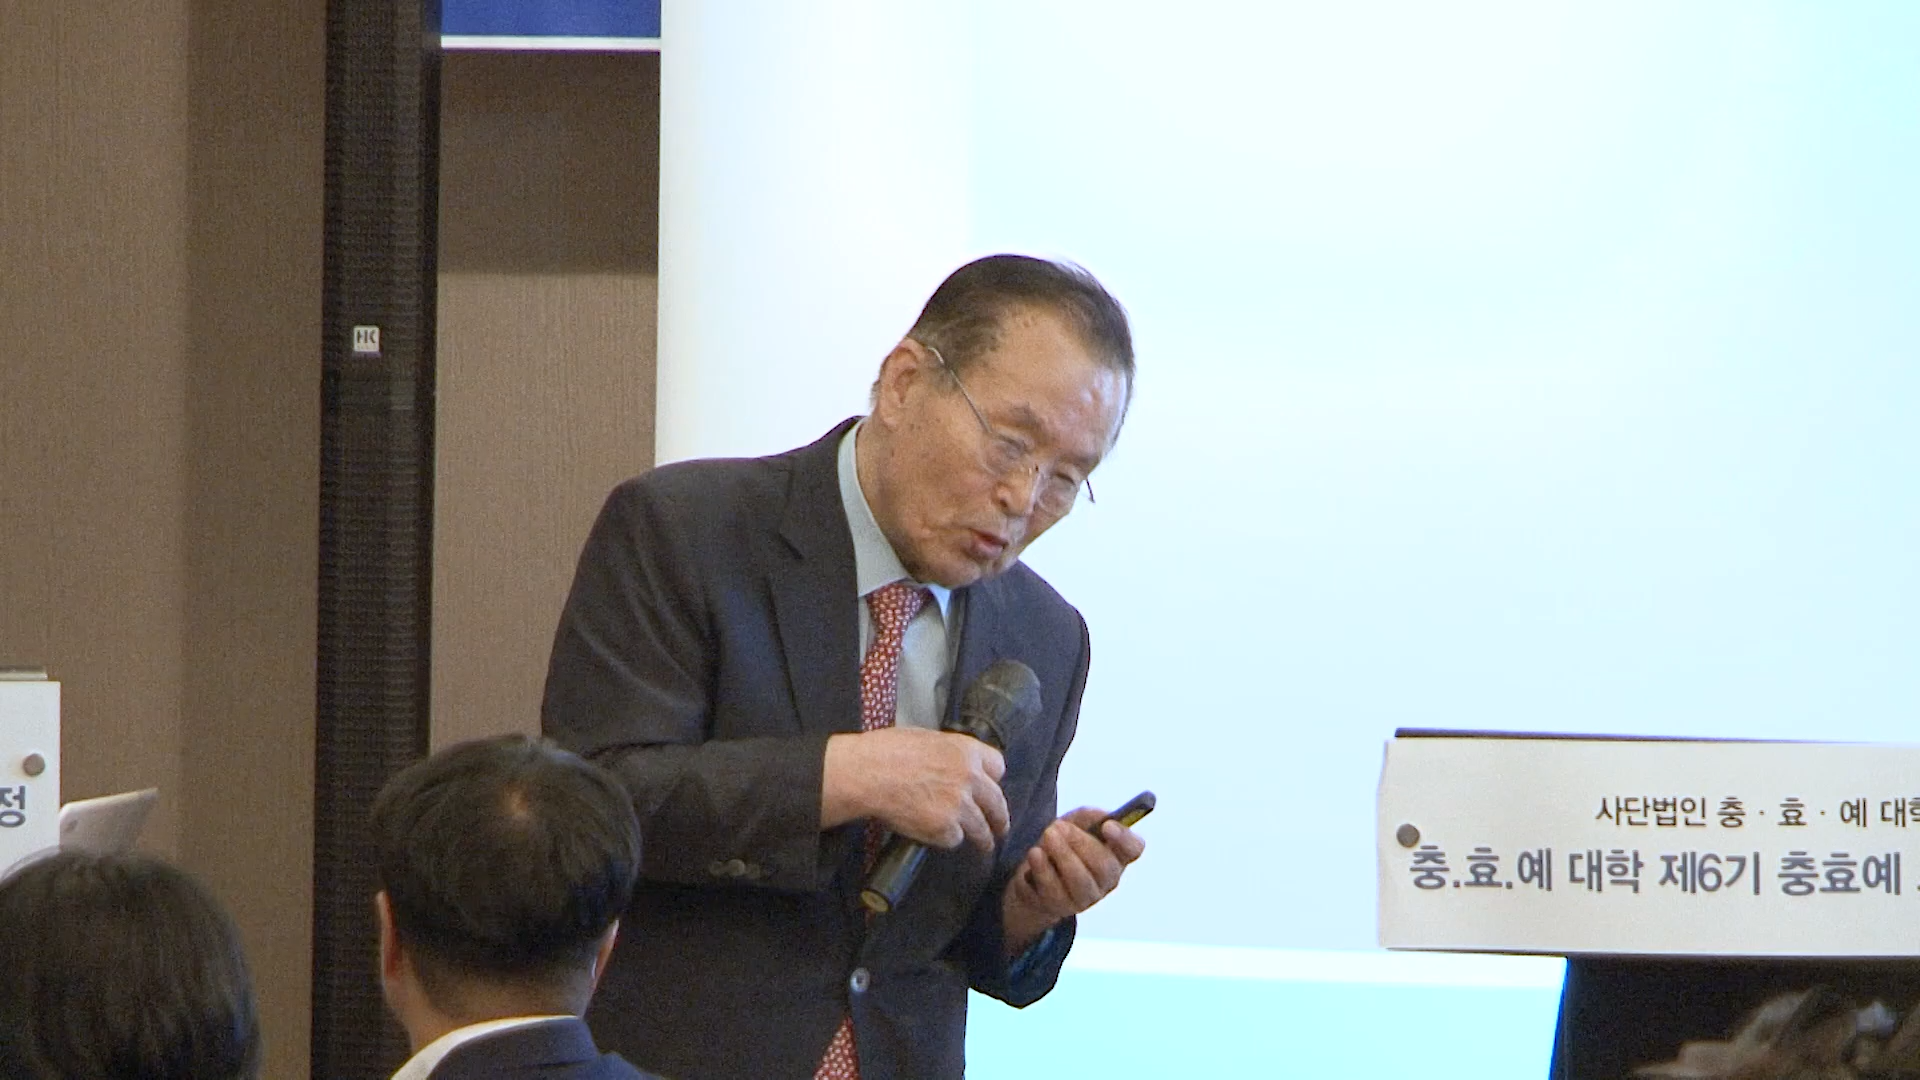 HK
정
사단법인 충 · 효 · 예 대학
충.효.예 대학 제6기 충효예